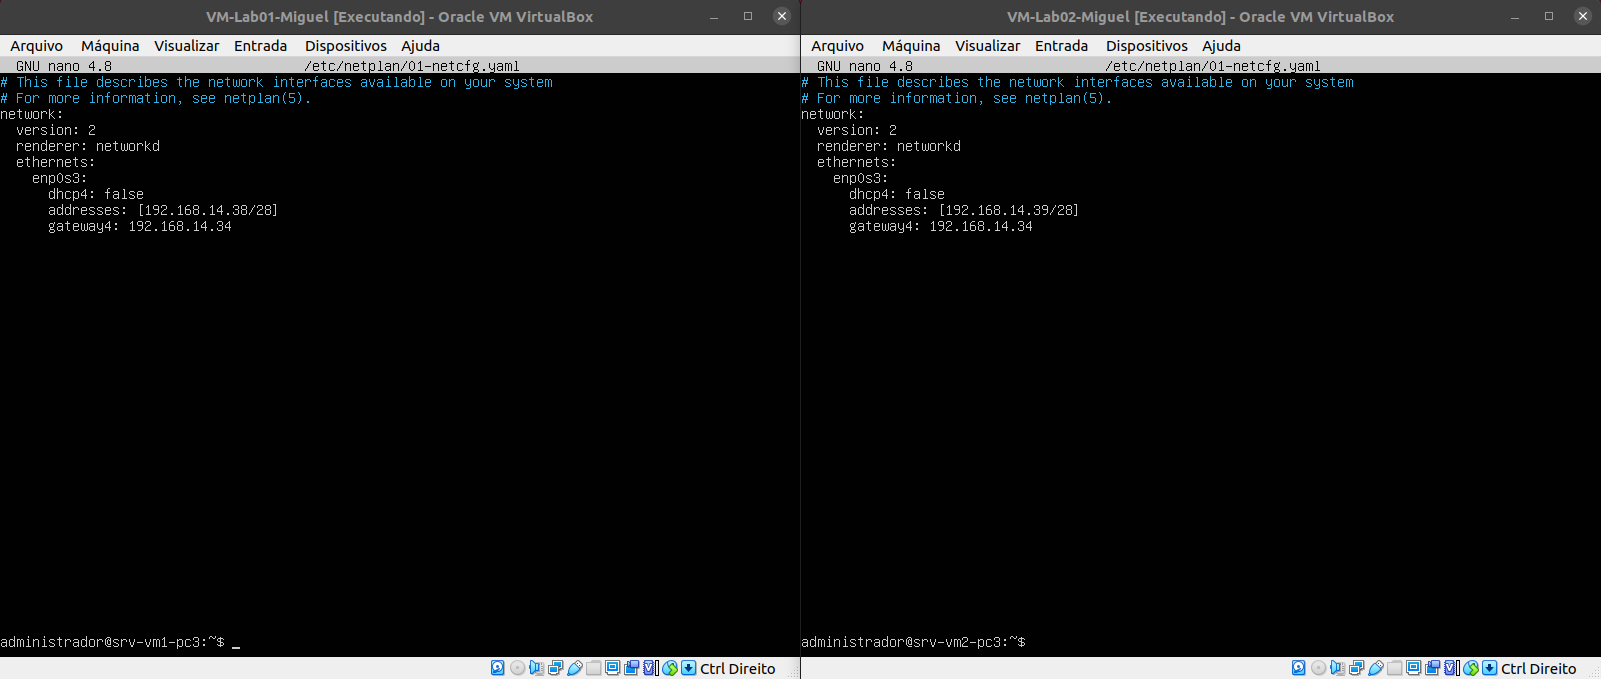 VM-Lab01-Miguel [Executando] - Oracle VM VirtualBox
Arquivo Máquina Visualizar Entrada Dispositivos Ajuda
GNU nano 4.8 /etc/netplan/01-netcfg.yaml
# This file describes the network interfaces available on your system
# For more information, see netplan(5).
network:
  version: 2
  renderer: networkd
  ethernets:
    enp0s3:
      dhcp4: false
      addresses: [192.168.14.38/28]
      gateway4: 192.168.14.34
administrador@srv-vm1-pc3:~$ _
Ctrl Direito
VM-Lab02-Miguel [Executando] - Oracle VM VirtualBox
Arquivo Máquina Visualizar Entrada Dispositivos Ajuda
GNU nano 4.8 /etc/netplan/01-netcfg.yaml
# This file describes the network interfaces available on your system
# For more information, see netplan(5).
network:
  version: 2
  renderer: networkd
  ethernets:
    enp0s3:
      dhcp4: false
      addresses: [192.168.14.39/28]
      gateway4: 192.168.14.34
administrador@srv-vm2-pc3:~$
Ctrl Direito